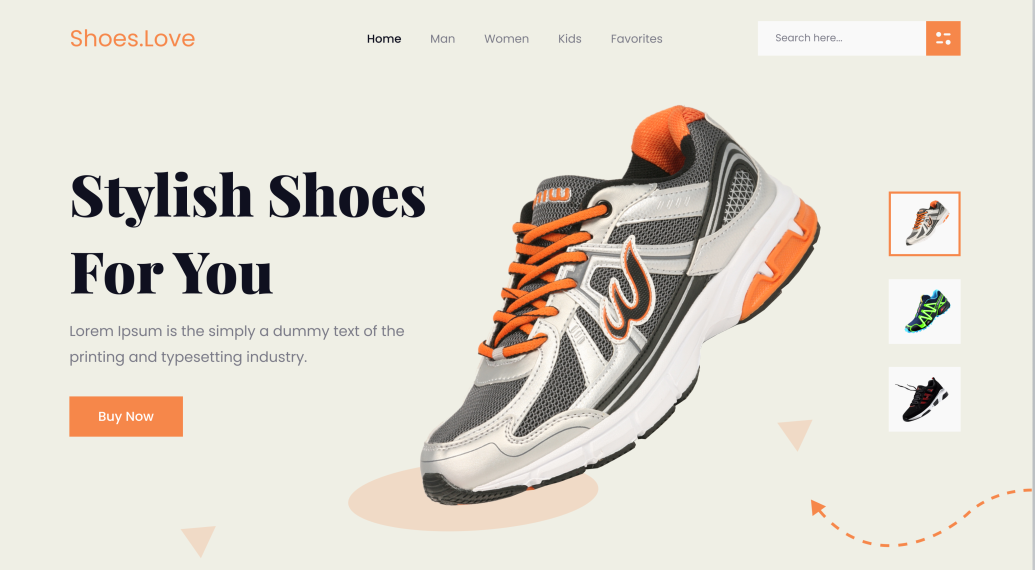 Shoes.Love
Home Man Women Kids Favorites
Search here...
Stylish Shoes
For You
Lorem Ipsum is the simply a dummy text of the
printing and typesetting industry.
Buy Now